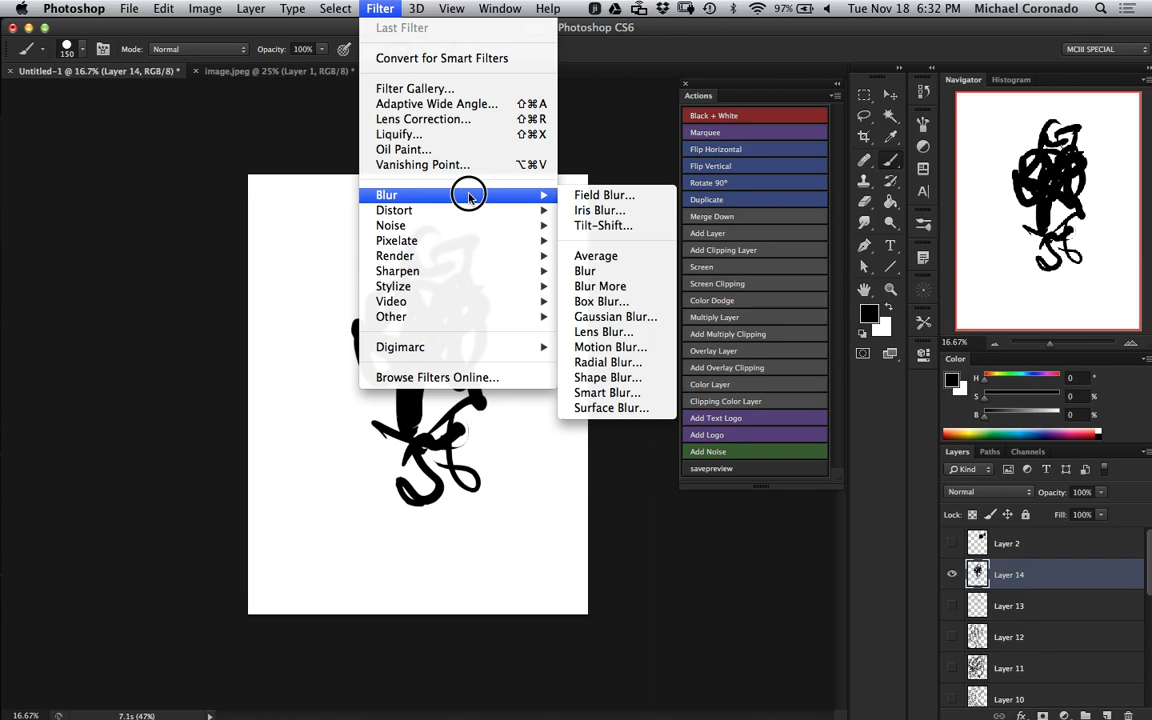 Photoshop File Edit Image Layer Type Select Filter 3D View Window Help 97% Tue Nov 18 6:32 PM Michael Coronado
Photoshop CS6
150 Mode: Normal Opacity: 100% MCIII SPECIAL
× Untitled-1 @ 16.7% (Layer 14, RGB/8) * × image.jpeg @ 25% (Layer 1, RGB/8) *
Last Filter
Convert for Smart Filters
Filter Gallery...
Adaptive Wide Angle... ⇧⌘A
Lens Correction... ⇧⌘R
Liquify... ⇧⌘X
Oil Paint...
Vanishing Point... ⌥⌘V
Blur
Distort
Noise
Pixelate
Render
Sharpen
Stylize
Video
Other
Digimarc
Browse Filters Online...
Field Blur...
Iris Blur...
Tilt-Shift...
Average
Blur
Blur More
Box Blur...
Gaussian Blur...
Lens Blur...
Motion Blur...
Radial Blur...
Shape Blur...
Smart Blur...
Surface Blur...
Actions
Black + White
Marquee
Flip Horizontal
Flip Vertical
Rotate 90º
Duplicate
Merge Down
Add Layer
Add Clipping Layer
Screen
Screen Clipping
Color Dodge
Multiply Layer
Add Multiply Clipping
Overlay Layer
Add Overlay Clipping
Color Layer
Clipping Color Layer
Add Text Logo
Add Logo
Add Noise
savepreview
Navigator Histogram
16.67%
Color
H 0 °
S 0 %
B 0 %
Layers Paths Channels
Kind
Normal Opacity: 100%
Lock: Fill: 100%
Layer 2
Layer 14
Layer 13
Layer 12
Layer 11
Layer 10
16.67% 7.1s (47%)